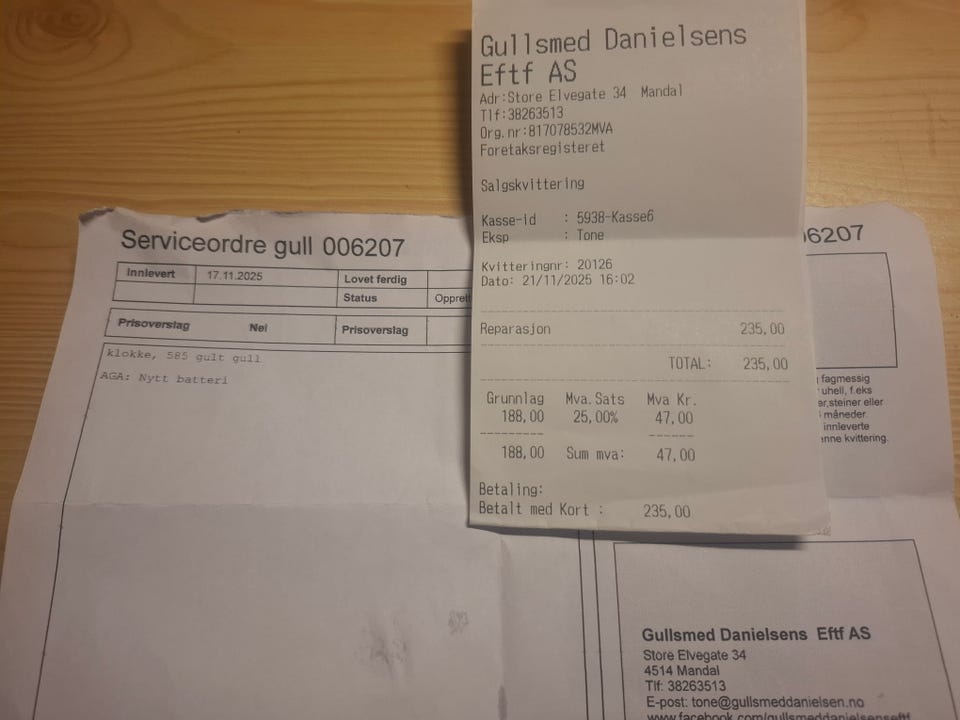 Gullsmed Danielsens
Eftf AS
Adr:Store Elvegate 34 Mandal
Tlf:38263513
Org.nr:817078532MVA
Foretaksregisteret
Salgskvittering
Kasse-id : 5938-Kasse6
Eksp : Tone
Kvitteringnr: 20126
Dato: 21/11/2025 16:02
Reparasjon 235,00
TOTAL: 235,00
Grunnlag Mva.Sats Mva Kr.
188,00 25,00% 47,00
188,00 Sum mva: 47,00
Betaling:
Betalt med Kort : 235,00
Serviceordre gull 006207
Innlevert 17.11.2025 Lovet ferdig
Status
Prisoverslag Nei Prisoverslag
klokke, 585 gult gull
AGA: Nytt batteri
6207
fagmessig
uhell, f.eks
steiner eller
måneder.
innleverte
kvittering.
Gullsmed Danielsens Eftf AS
Store Elvegate 34
4514 Mandal
Tlf: 38263513
E-post: tone@gullsmeddanielsen.no
www.facebook.com/gullsmeddanielsenseftf